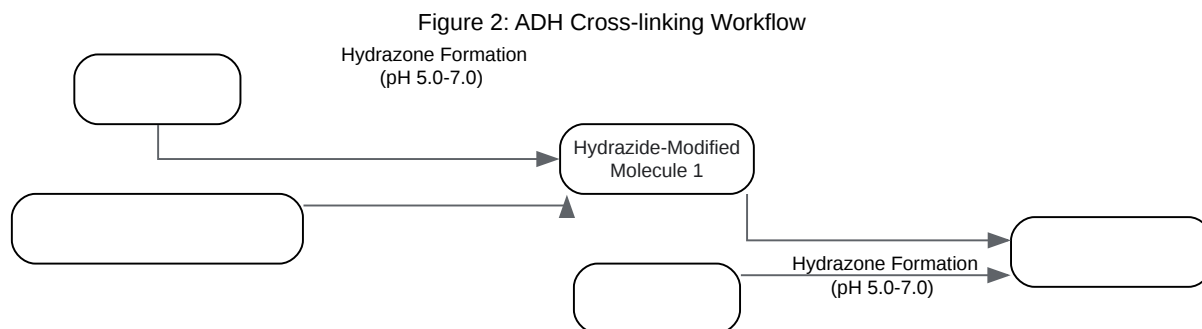 Figure 2: ADH Cross-linking Workflow
Hydrazone Formation
(pH 5.0-7.0)
Hydrazide-Modified
Molecule 1
Hydrazone Formation
(pH 5.0-7.0)